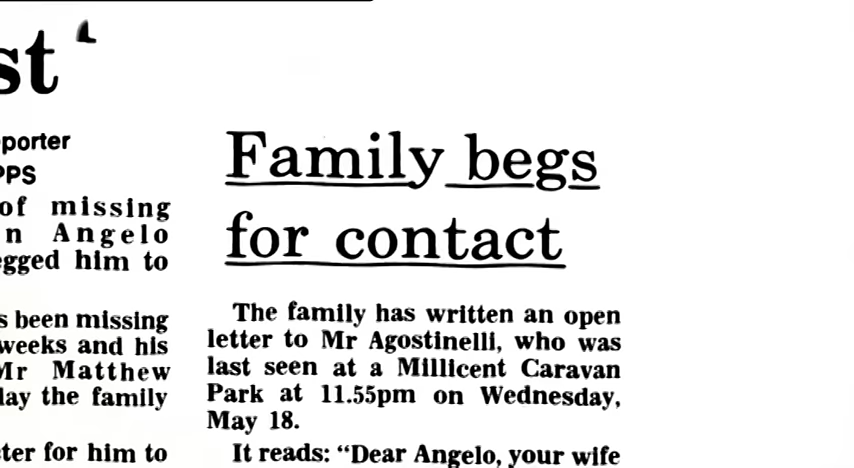 st
porter
PPS
of missing
n Angelo
egged him to
s been missing
weeks and his
Mr Matthew
lay the family
ter for him to
Family begs
for contact
The family has written an open
letter to Mr Agostinelli, who was
last seen at a Millicent Caravan
Park at 11.55pm on Wednesday,
May 18.
It reads: “Dear Angelo, your wife